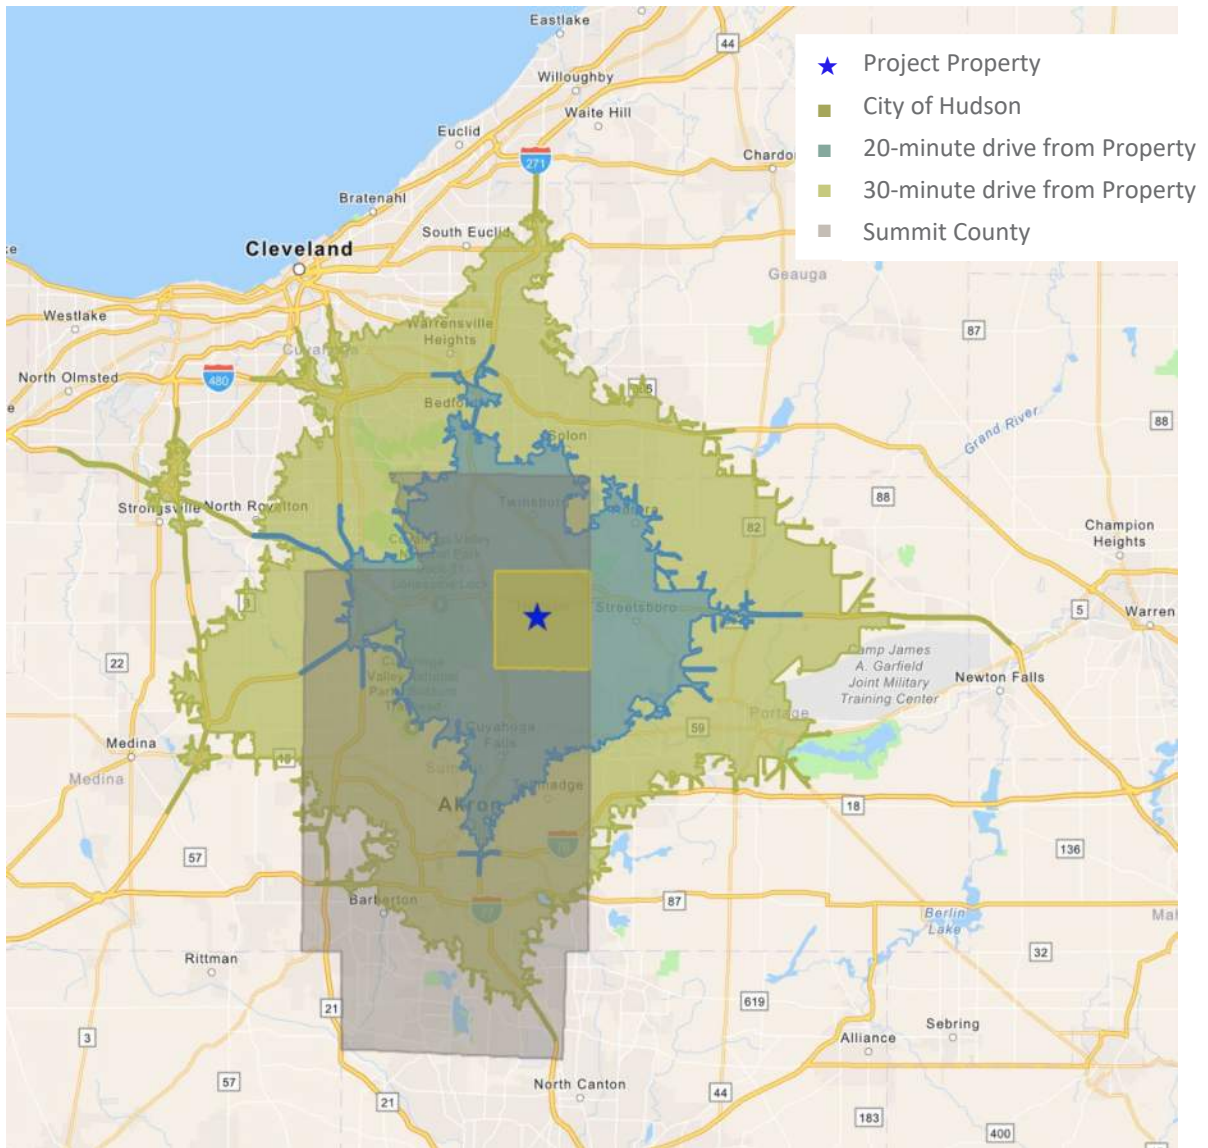 Eastlake
44
Willoughby
Waite Hill
Euclid
271
Bratenahl
South Euclid
Cleveland
Project Property
City of Hudson
20-minute drive from Property
30-minute drive from Property
Summit County
Geauga
Westlake
Warrensville
Heights
87
North Olmsted
480
88
Grand River
Solon
88
Strongsville
North Royalton
82
Champion
Heights
Streetsboro
5
Warren
22
Camp James
A. Garfield
Joint Military
Training Center
Newton Falls
Portage
59
Medina
Medina
Cuyahoga
Falls
18
Akron
57
136
Barberton
87
77
Berlin
Lake
Rittman
32
21
619
3
Sebring
Alliance
57
North Canton
44
21
183
400